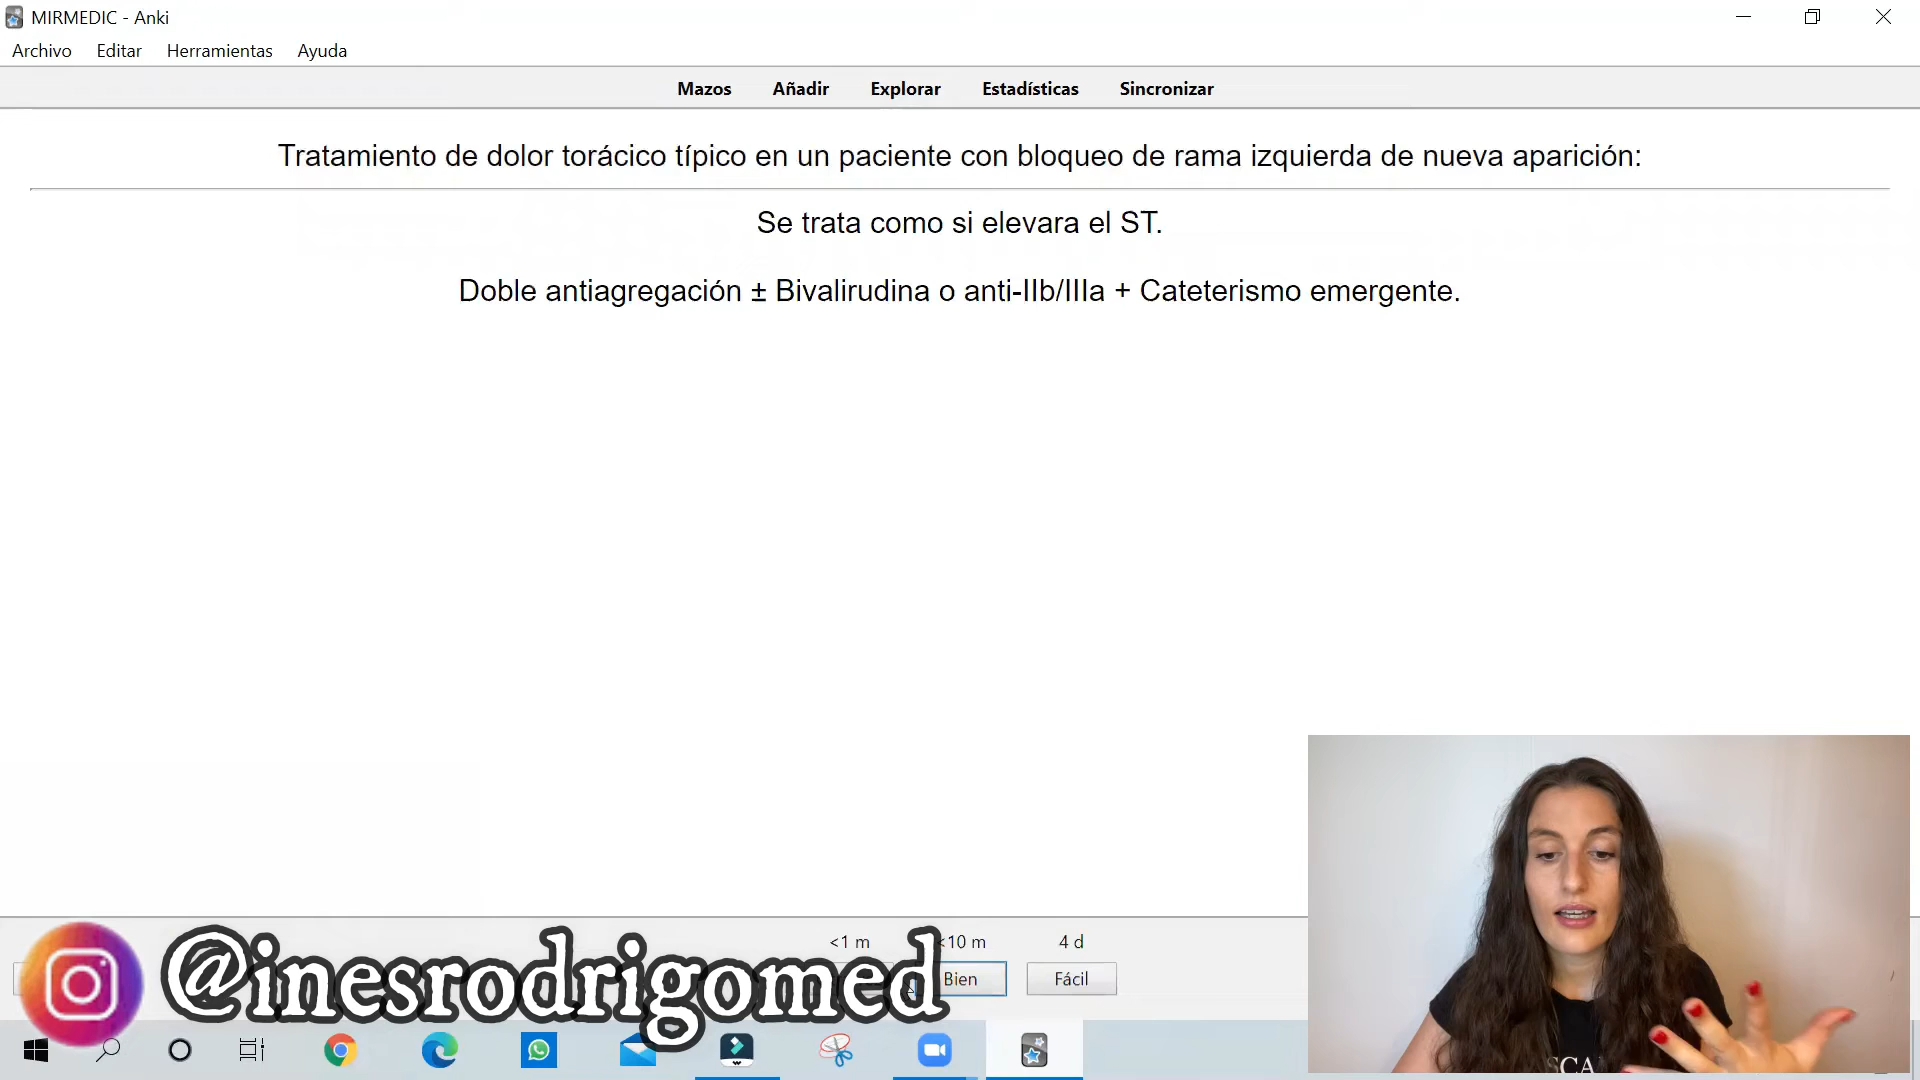 MIRMEDIC - Anki
Archivo Editar Herramientas Ayuda
Mazos Añadir Explorar Estadísticas Sincronizar
Tratamiento de dolor torácico típico en un paciente con bloqueo de rama izquierda de nueva aparición:
Se trata como si elevara el ST.
Doble antiagregación ± Bivalirudina o anti-IIb/IIIa + Cateterismo emergente.
<1 m <10 m 4 d
Bien Fácil
@inesrodrigomed
SCA